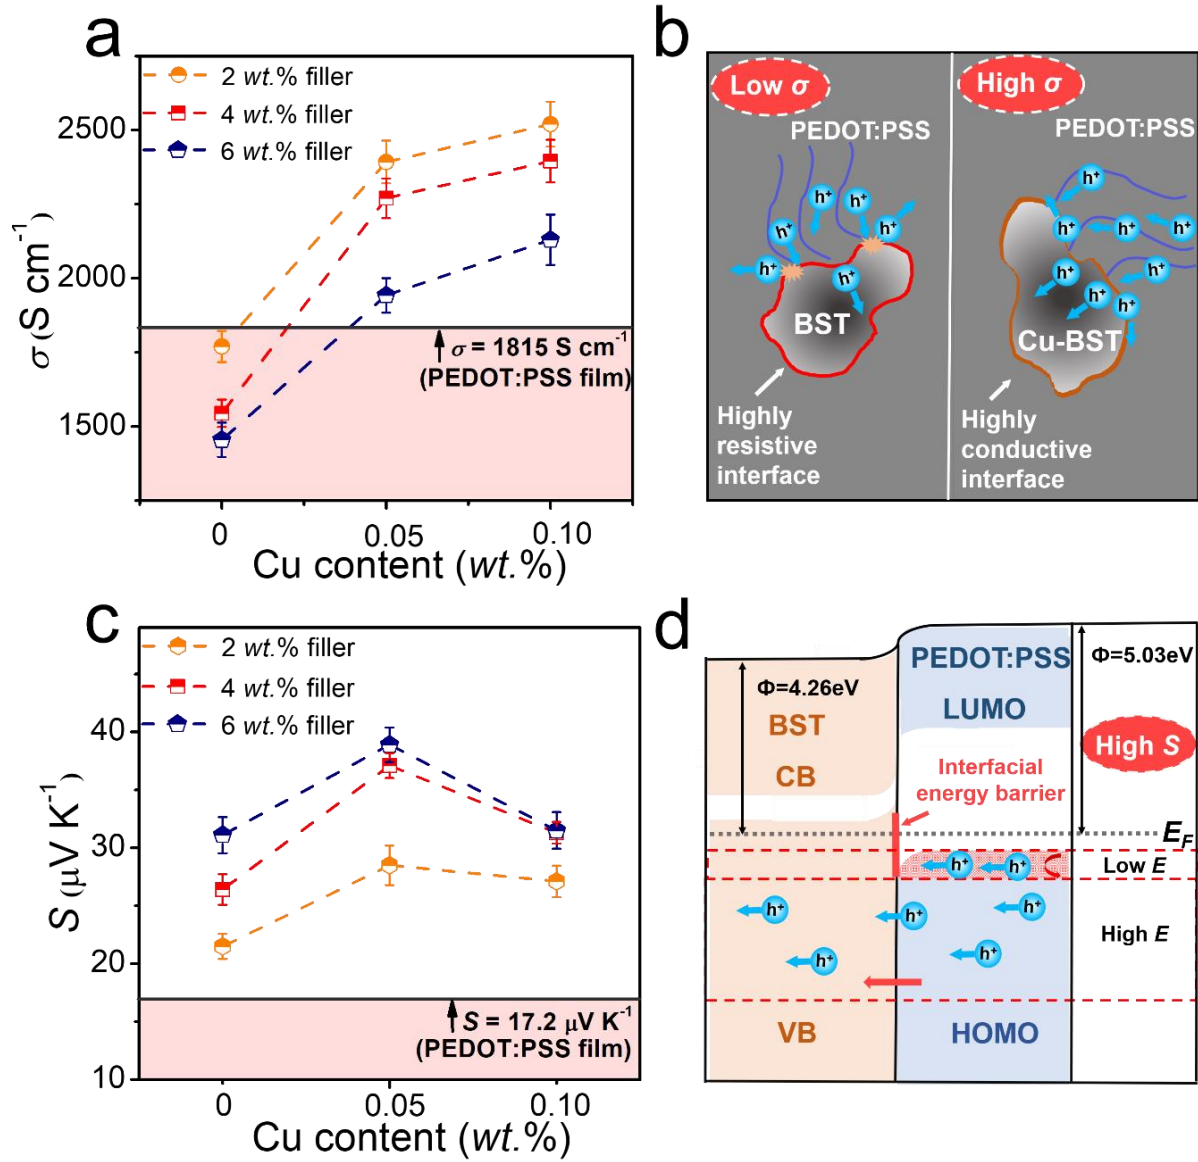 a
2 wt.% filler
4 wt.% filler
6 wt.% filler
2500
2000
1500
σ (S cm⁻¹)
σ = 1815 S cm⁻¹
(PEDOT:PSS film)
0
0.05
0.10
Cu content (wt.%)
b
Low σ
PEDOT:PSS
h⁺
h⁺
h⁺
h⁺
h⁺
h⁺
BST
Highly
resistive
interface
High σ
PEDOT:PSS
h⁺
h⁺
h⁺
h⁺
h⁺
h⁺
h⁺
h⁺
Cu-BST
Highly
conductive
interface
c
2 wt.% filler
4 wt.% filler
6 wt.% filler
40
30
20
10
S (µV K⁻¹)
S = 17.2 µV K⁻¹
(PEDOT:PSS film)
0
0.05
0.10
Cu content (wt.%)
d
Φ=4.26eV
BST
CB
PEDOT:PSS
LUMO
Φ=5.03eV
High S
Interfacial
energy barrier
E_F
h⁺
h⁺
Low E
h⁺
h⁺
h⁺
h⁺
h⁺
High E
VB
HOMO